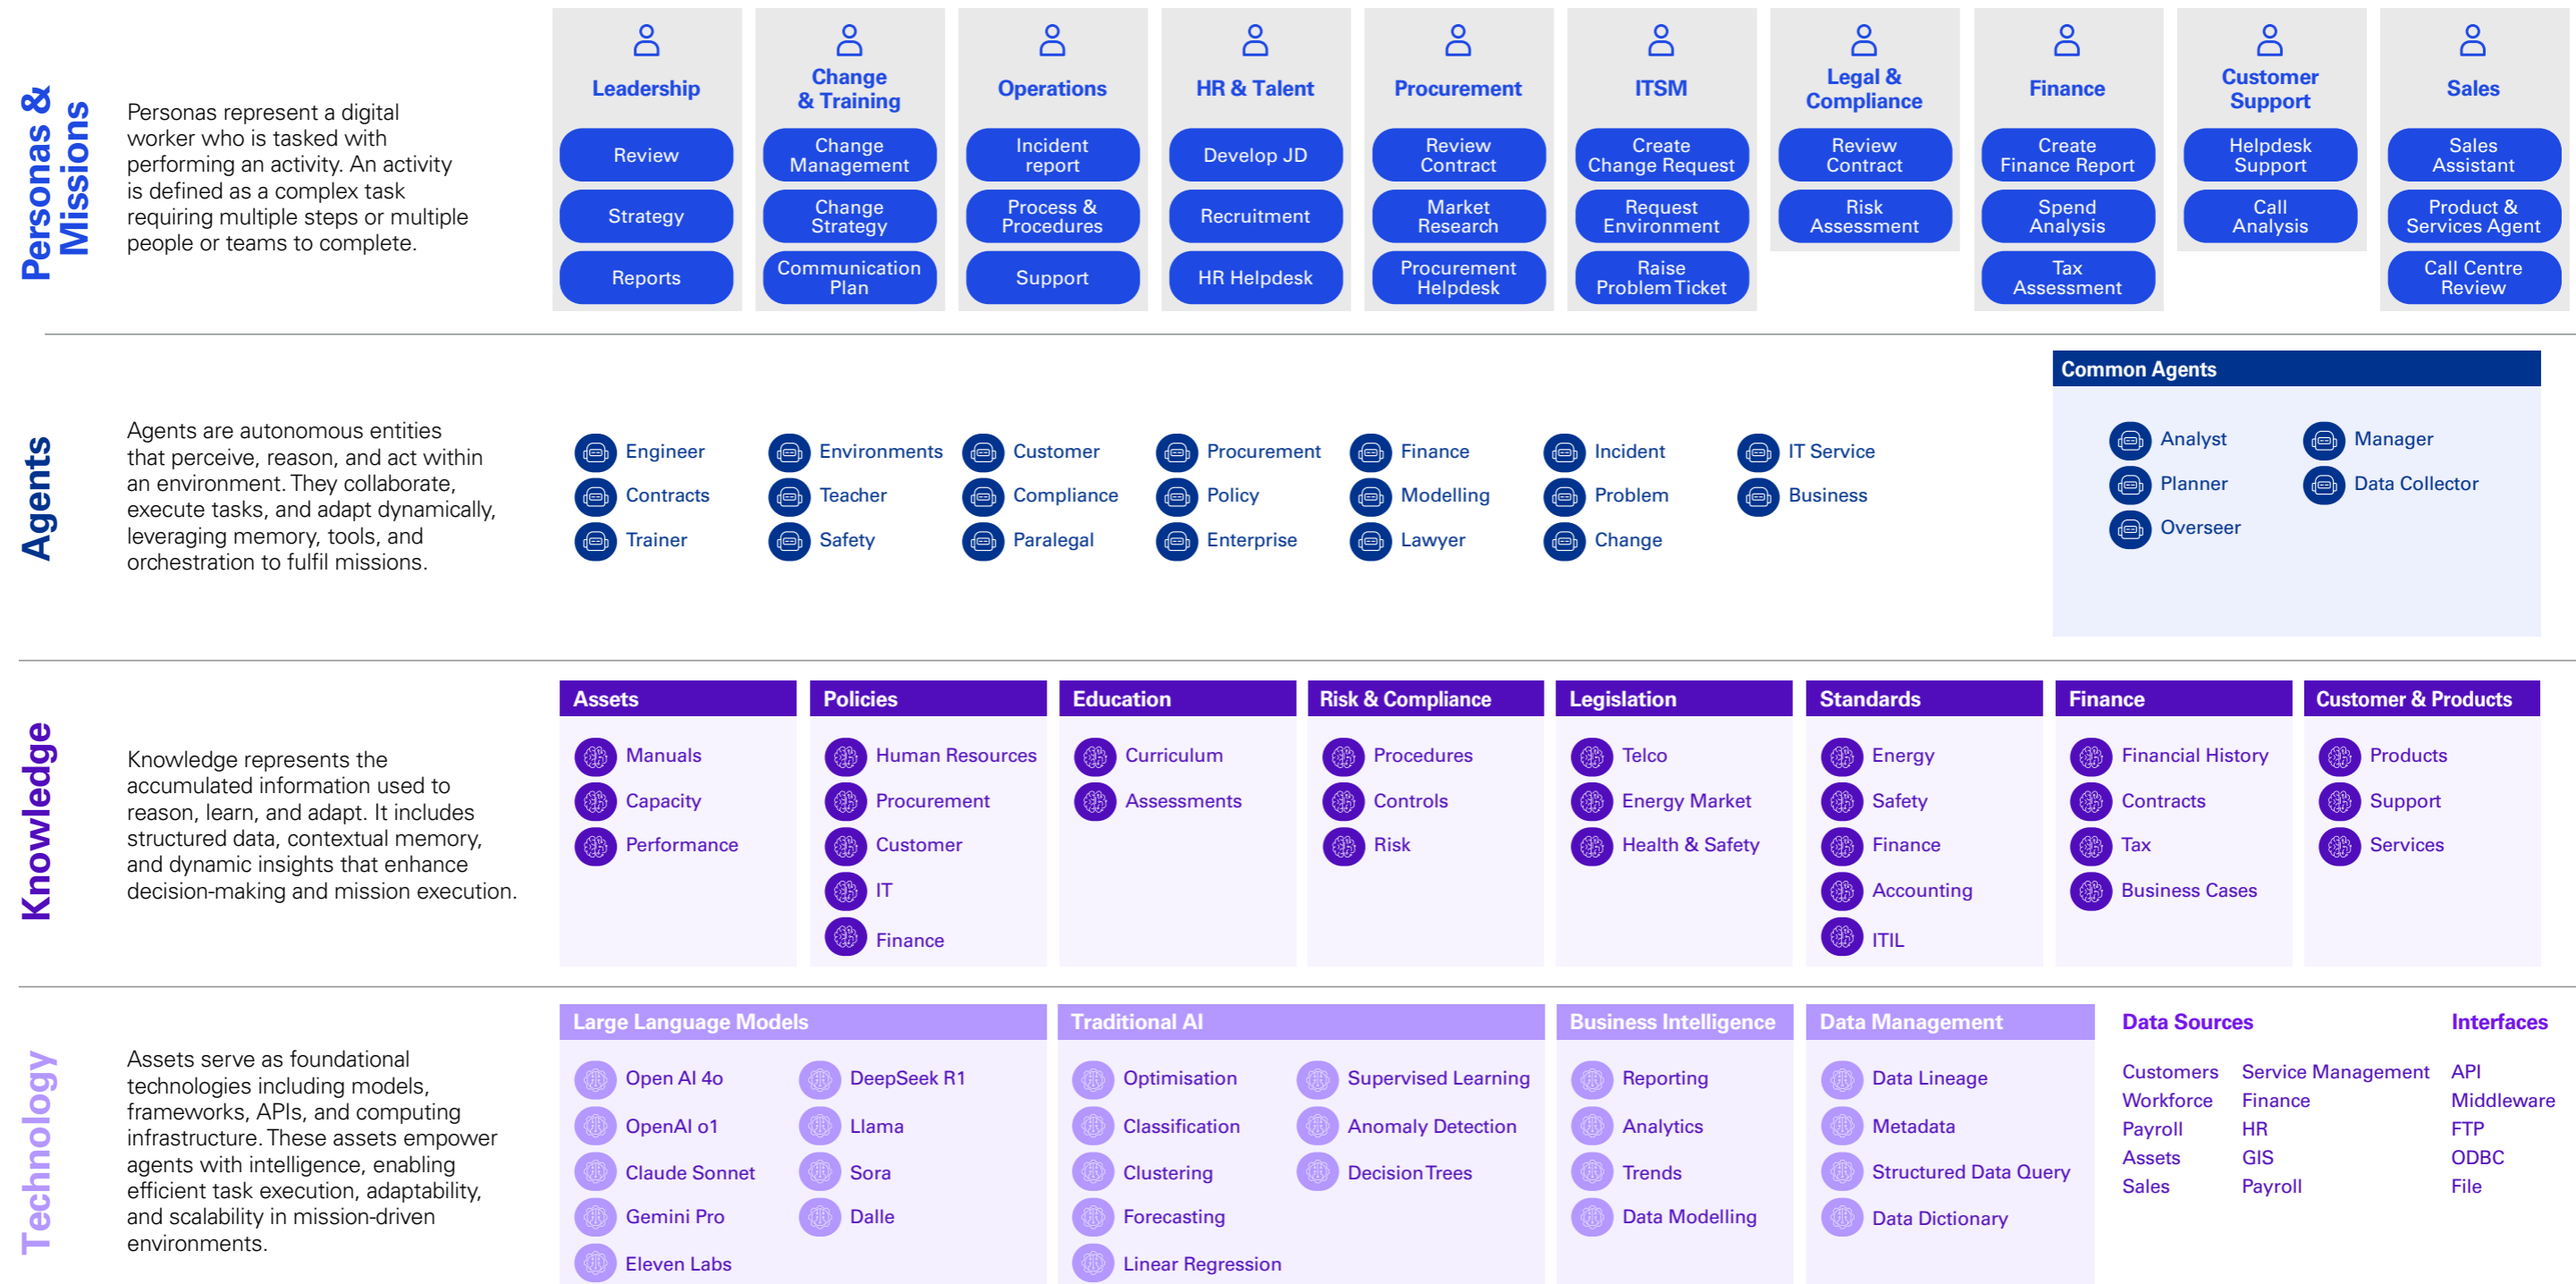 Personas &
Missions
Personas represent a digital
worker who is tasked with
performing an activity. An activity
is defined as a complex task
requiring multiple steps or multiple
people or teams to complete.
Leadership
Review
Strategy
Reports
Change
& Training
Change
Management
Change
Strategy
Communication
Plan
Operations
Incident
report
Process &
Procedures
Support
HR & Talent
Develop JD
Recruitment
HR Helpdesk
Procurement
Review
Contract
Market
Research
Procurement
Helpdesk
ITSM
Create
Change Request
Request
Environment
Raise
Problem Ticket
Legal &
Compliance
Review
Contract
Risk
Assessment
Finance
Create
Finance Report
Spend
Analysis
Tax
Assessment
Customer
Support
Helpdesk
Support
Call
Analysis
Sales
Sales
Assistant
Product &
Services Agent
Call Centre
Review
Agents
Agents are autonomous entities
that perceive, reason, and act within
an environment. They collaborate,
execute tasks, and adapt dynamically,
leveraging memory, tools, and
orchestration to fulfil missions.
Engineer
Contracts
Trainer
Environments
Teacher
Safety
Customer
Compliance
Paralegal
Procurement
Policy
Enterprise
Finance
Modelling
Lawyer
Incident
Problem
Change
IT Service
Business
Common Agents
Analyst
Planner
Overseer
Manager
Data Collector
Knowledge
Knowledge represents the
accumulated information used to
reason, learn, and adapt. It includes
structured data, contextual memory,
and dynamic insights that enhance
decision-making and mission execution.
Assets
Manuals
Capacity
Performance
Policies
Human Resources
Procurement
Customer
IT
Finance
Education
Curriculum
Assessments
Risk & Compliance
Procedures
Controls
Risk
Legislation
Telco
Energy Market
Health & Safety
Standards
Energy
Safety
Finance
Accounting
ITIL
Finance
Financial History
Contracts
Tax
Business Cases
Customer & Products
Products
Support
Services
Technology
Assets serve as foundational
technologies including models,
frameworks, APIs, and computing
infrastructure. These assets empower
agents with intelligence, enabling
efficient task execution, adaptability,
and scalability in mission-driven
environments.
Large Language Models
Open AI 4o
OpenAI o1
Claude Sonnet
Gemini Pro
Eleven Labs
DeepSeek R1
Llama
Sora
Dalle
Traditional AI
Optimisation
Classification
Clustering
Forecasting
Linear Regression
Supervised Learning
Anomaly Detection
Decision Trees
Business Intelligence
Reporting
Analytics
Trends
Data Modelling
Data Management
Data Lineage
Metadata
Structured Data Query
Data Dictionary
Data Sources
Customers
Workforce
Payroll
Assets
Sales
Service Management
Finance
HR
GIS
Payroll
Interfaces
API
Middleware
FTP
ODBC
File